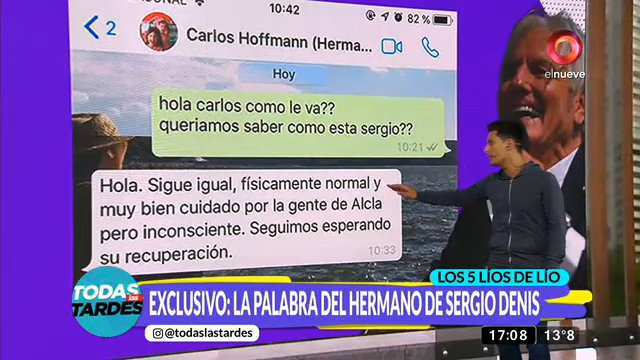 10:42
82 %
2
Carlos Hoffmann (Herma...
Hoy
hola carlos como le va??
queriamos saber como esta sergio??
10:21
Hola. Sigue igual, físicamente normal y
muy bien cuidado por la gente de Alcla
pero inconsciente. Seguimos esperando
su recuperación.
10:33
elnueve
LOS 5 LÍOS DE LÍO
TODAS
las
TARDES
EXCLUSIVO: LA PALABRA DEL HERMANO DE SERGIO DENIS
@todaslastardes
17:08
13°8